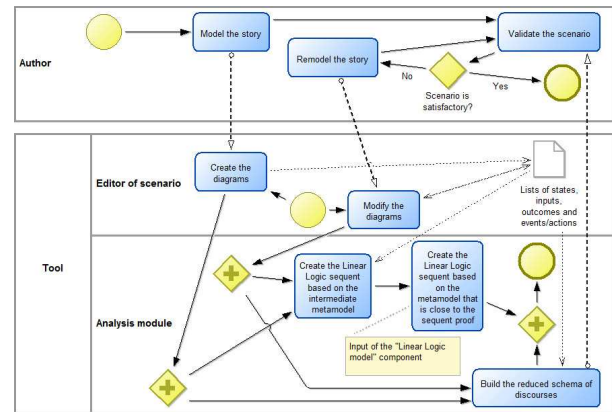 Author
Model the story
Remodel the story
Validate the scenario
No
Yes
Scenario is
satisfactory?
Tool
Editor of scenario
Create the
diagrams
Modify the
diagrams
Lists of states,
inputs,
outcomes and
events/actions
Analysis module
Create the Linear
Logic sequent
based on the
intermediate
metamodel
Create the
Linear Logic
sequent based
on the
metamodel that
is close to the
sequent proof
Input of the "Linear Logic
model" component
Build the reduced schema of
discourses